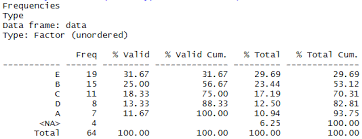 Frequencies
Type
Data frame: data
Type: Factor (unordered)
Freq % Valid % Valid Cum. % Total % Total Cum.
E 19 31.67 31.67 29.69 29.69
B 15 25.00 56.67 23.44 53.12
C 11 18.33 75.00 17.19 70.31
D 8 13.33 88.33 12.50 82.81
A 7 11.67 100.00 10.94 93.75
<NA> 4 6.25 100.00
Total 64 100.00 100.00 100.00 100.00